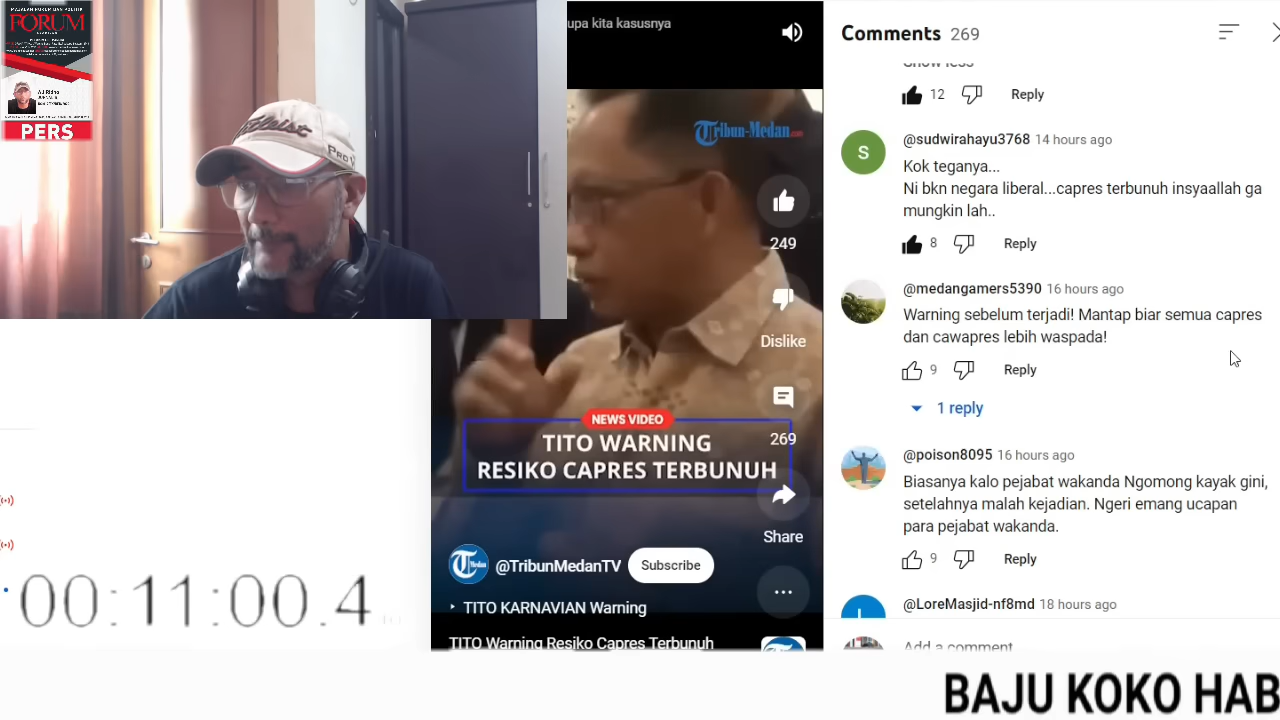 FORUM
PERS
Titleist
PRO V
upa kita kasusnya
Tribun-Medan.com
249
Dislike
269
Share
NEWS VIDEO
TITO WARNING
RESIKO CAPRES TERBUNUH
@TribunMedanTV
Subscribe
TITO KARNAVIAN Warning
TITO Warning Resiko Capres Terbunuh
Comments 269
Show less
12 Reply
@sudwirahayu3768 14 hours ago
Kok teganya...
Ni bkn negara liberal...capres terbunuh insyaallah ga
mungkin lah..
8 Reply
@medangamers5390 16 hours ago
Warning sebelum terjadi! Mantap biar semua capres
dan cawapres lebih waspada!
9 Reply
1 reply
@poison8095 16 hours ago
Biasanya kalo pejabat wakanda Ngomong kayak gini,
setelahnya malah kejadian. Ngeri emang ucapan
para pejabat wakanda.
9 Reply
@LoreMasjid-nf8md 18 hours ago
Add a comment
00:11:00.4
BAJU KOKO HAB